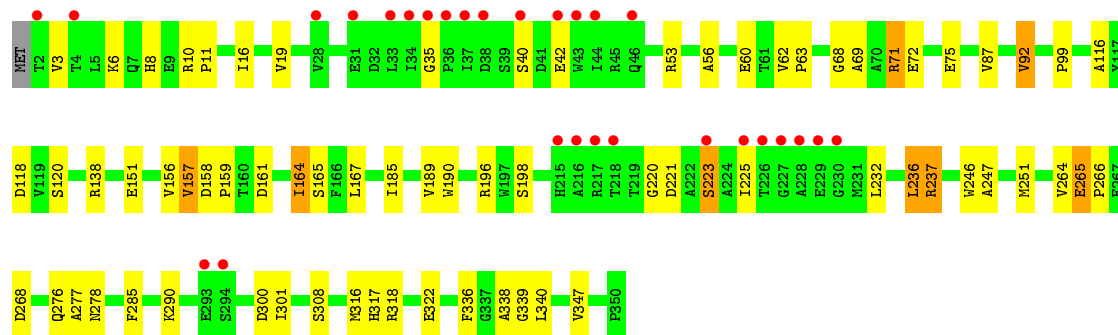 MET T2 V3 T4 L5 K6 Q7 H8 E9 R10 P11 I16 V19 V28 E31 D32 L33 I34 G35 P36 I37 D38 S39 S40 D41 E42 W43 I44 R45 Q46 R53 A56 E60 T61 V62 P63 G68 A69 A70 R71 E72 E75 V87 V92 P99 A116 Y117
D118 V119 S120 R138 E151 V156 V157 D158 P159 T160 D161 I164 S165 F166 L167 I185 V189 W190 R196 W197 S198 H215 A216 R217 T218 T219 G220 D221 A222 S223 A224 I225 T226 G227 A228 E229 G230 M231 L232 L236 R237 W246 A247 M251 V264 E265 P266
D268 Q276 A277 N278 F285 K290 E293 S294 D300 I301 S308 M316 H317 R318 E322 F336 G337 A338 G339 L340 V347 P350